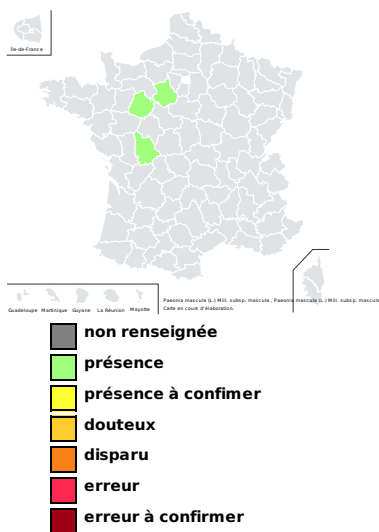 Île-de-France
Guadeloupe Martinique Guyane La Réunion Mayotte
Paeonia mascula (L.) Mill. subsp. mascula , Paeonia mascula (L.) Mill. subsp. mascula
Carte en cours d'élaboration.
non renseignée
présence
présence à confimer
douteux
disparu
erreur
erreur à confirmer